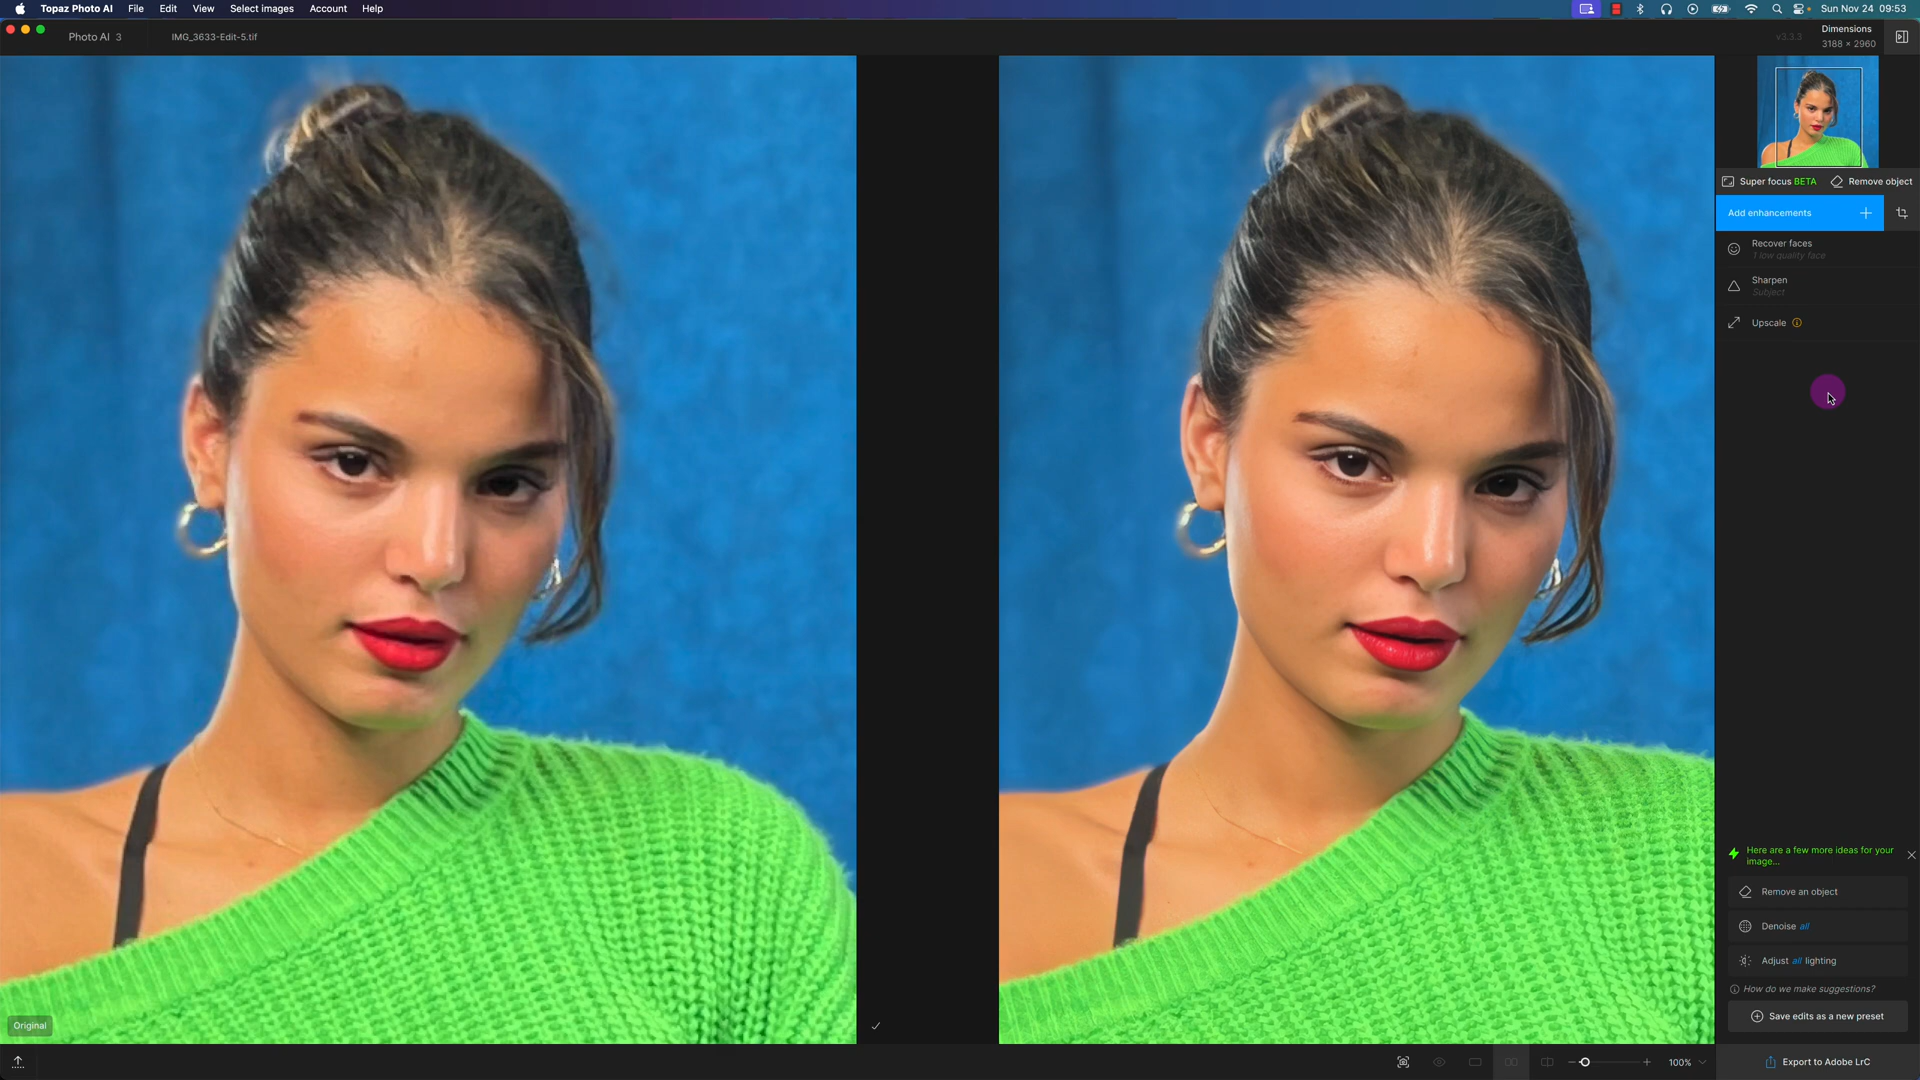 Topaz Photo AI File Edit View Select images Account Help
Sun Nov 24 09:53
Photo AI 3
IMG_3633-Edit-5.tif
v3.3.3
Dimensions
3188 × 2960
Super focus BETA
Remove object
Add enhancements
Recover faces
1 low quality face
Sharpen
Subject
Upscale
Here are a few more ideas for your
image...
Remove an object
Denoise all
Adjust all lighting
How do we make suggestions?
Save edits as a new preset
Original
100%
Export to Adobe LrC